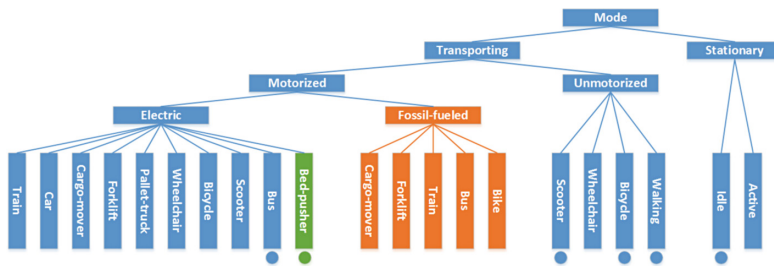 Mode
Transporting
Stationary
Motorized
Unmotorized
Electric
Fossil-fueled
Train
Car
Cargo-mover
Forklift
Pallet-truck
Wheelchair
Bicycle
Scooter
Bus
Bed-pusher
Cargo-mover
Forklift
Train
Bus
Bike
Scooter
Wheelchair
Bicycle
Walking
Idle
Active